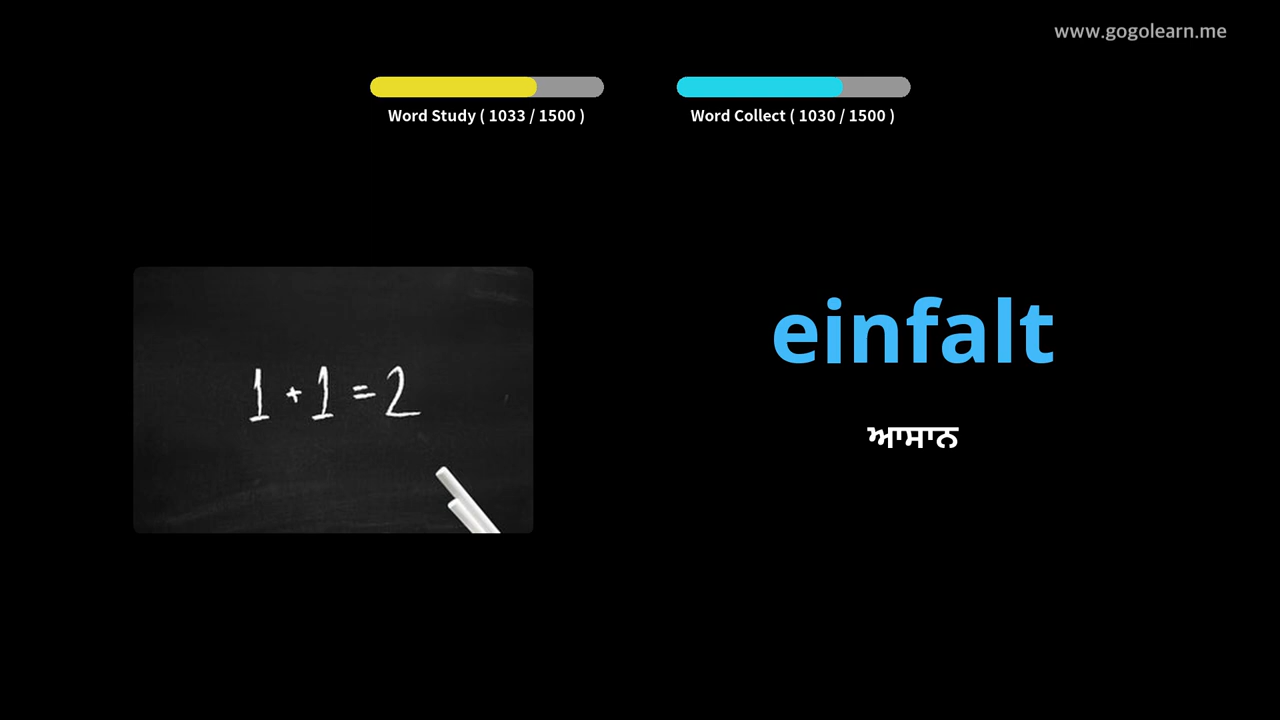 www.gogolearn.me
Word Study ( 1033 / 1500 )
Word Collect ( 1030 / 1500 )
1 + 1 = 2
einfalt
ਆਸਾਨ